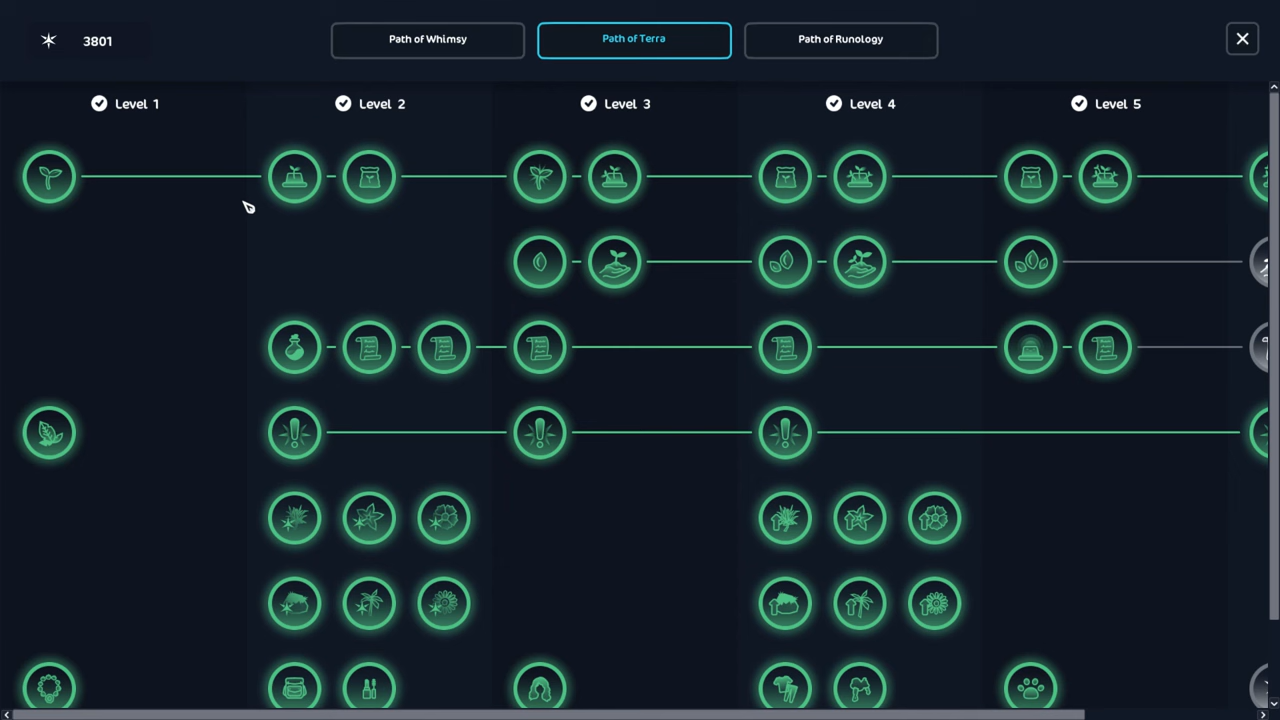 3801
Path of Whimsy
Path of Terra
Path of Runology
Level 1
Level 2
Level 3
Level 4
Level 5